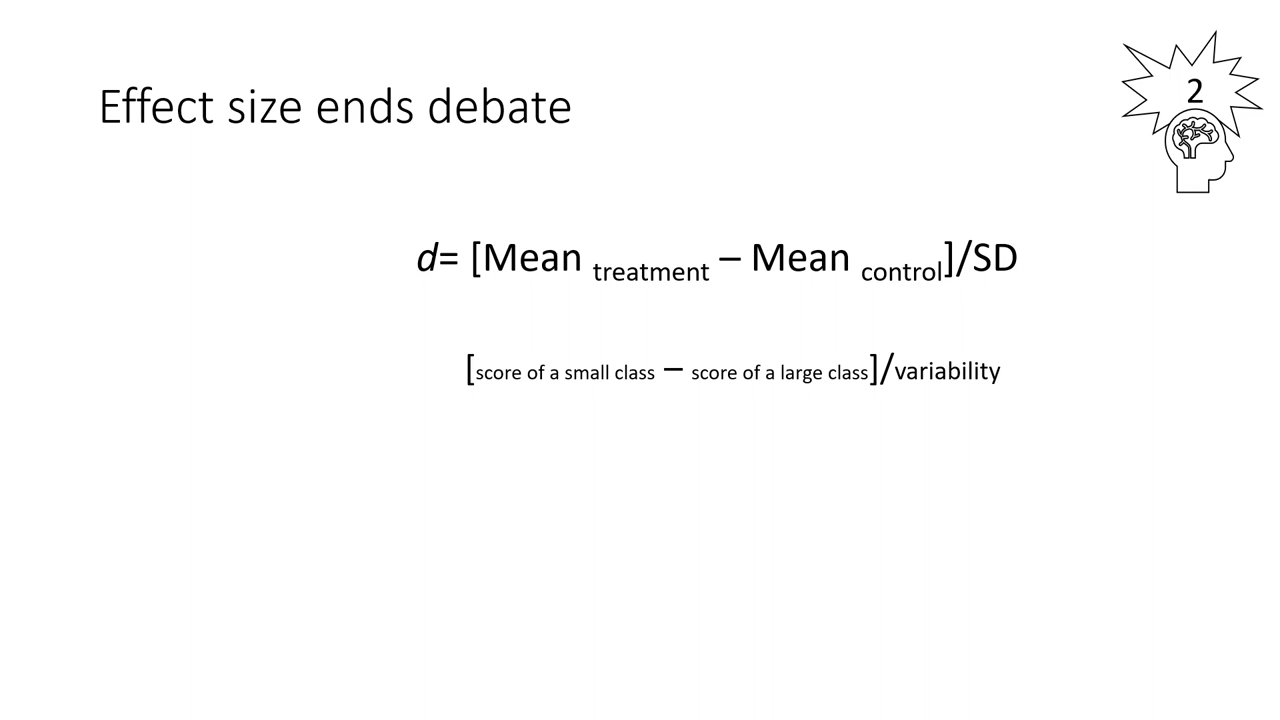 2
Effect size ends debate
d= [Mean treatment – Mean control]/SD
[score of a small class – score of a large class]/variability